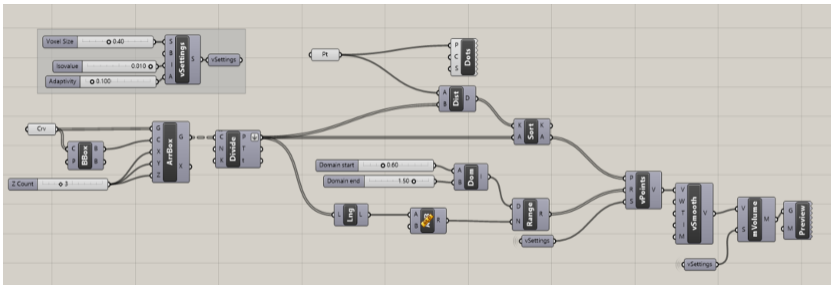 Voxel Size 0.40
Isovalue 0.010
Adaptivity 0.100
S
B
I
A
vSettings
S
vSettings
Pt
P
C
S
Dots
A
B
Dist
D
Crv
C
P
BBox
B
G
C
X
Y
Z
ArrBox
G
X
C
N
K
Divide
P
T
t
K
A
Sort
K
A
Z Count 3
Domain start 0.60
Domain end 1.50
A
B
Dom
I
L
Lng
L
A
B
R
D
N
Range
R
vSettings
P
R
S
vPoints
V
V
W
T
I
M
vSmooth
V
V
S
mVolume
M
G
M
Preview
vSettings